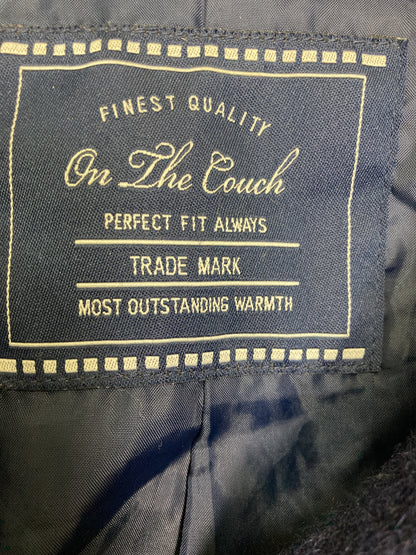 FINEST QUALITY
On The Couch
PERFECT FIT ALWAYS
TRADE MARK
MOST OUTSTANDING WARMTH